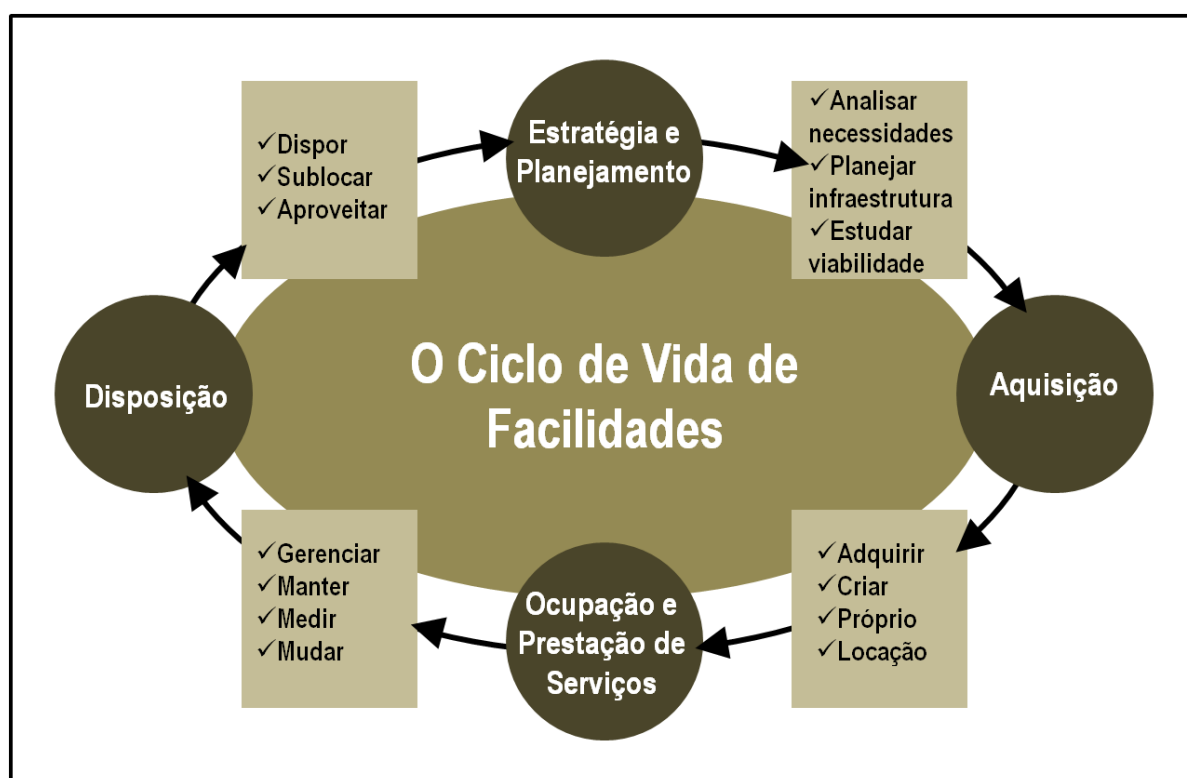 Estratégia e
Planejamento
✓Analisar
necessidades
✓Planejar
infraestrutura
✓Estudar
viabilidade
Aquisição
✓Adquirir
✓Criar
✓Próprio
✓Locação
Ocupação e
Prestação de
Serviços
✓Gerenciar
✓Manter
✓Medir
✓Mudar
Disposição
✓Dispor
✓Sublocar
✓Aproveitar
O Ciclo de Vida de
Facilidades